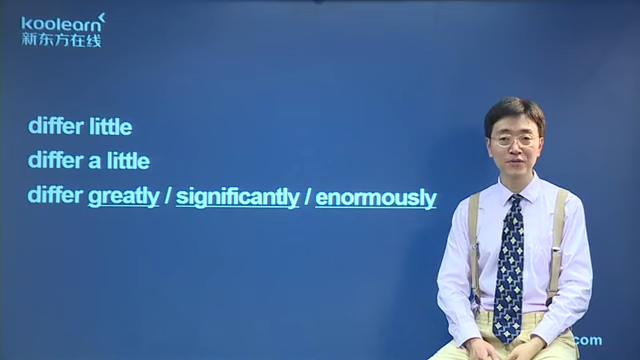 koolearn
新东方在线
differ little
differ a little
differ greatly / significantly / enormously
.com